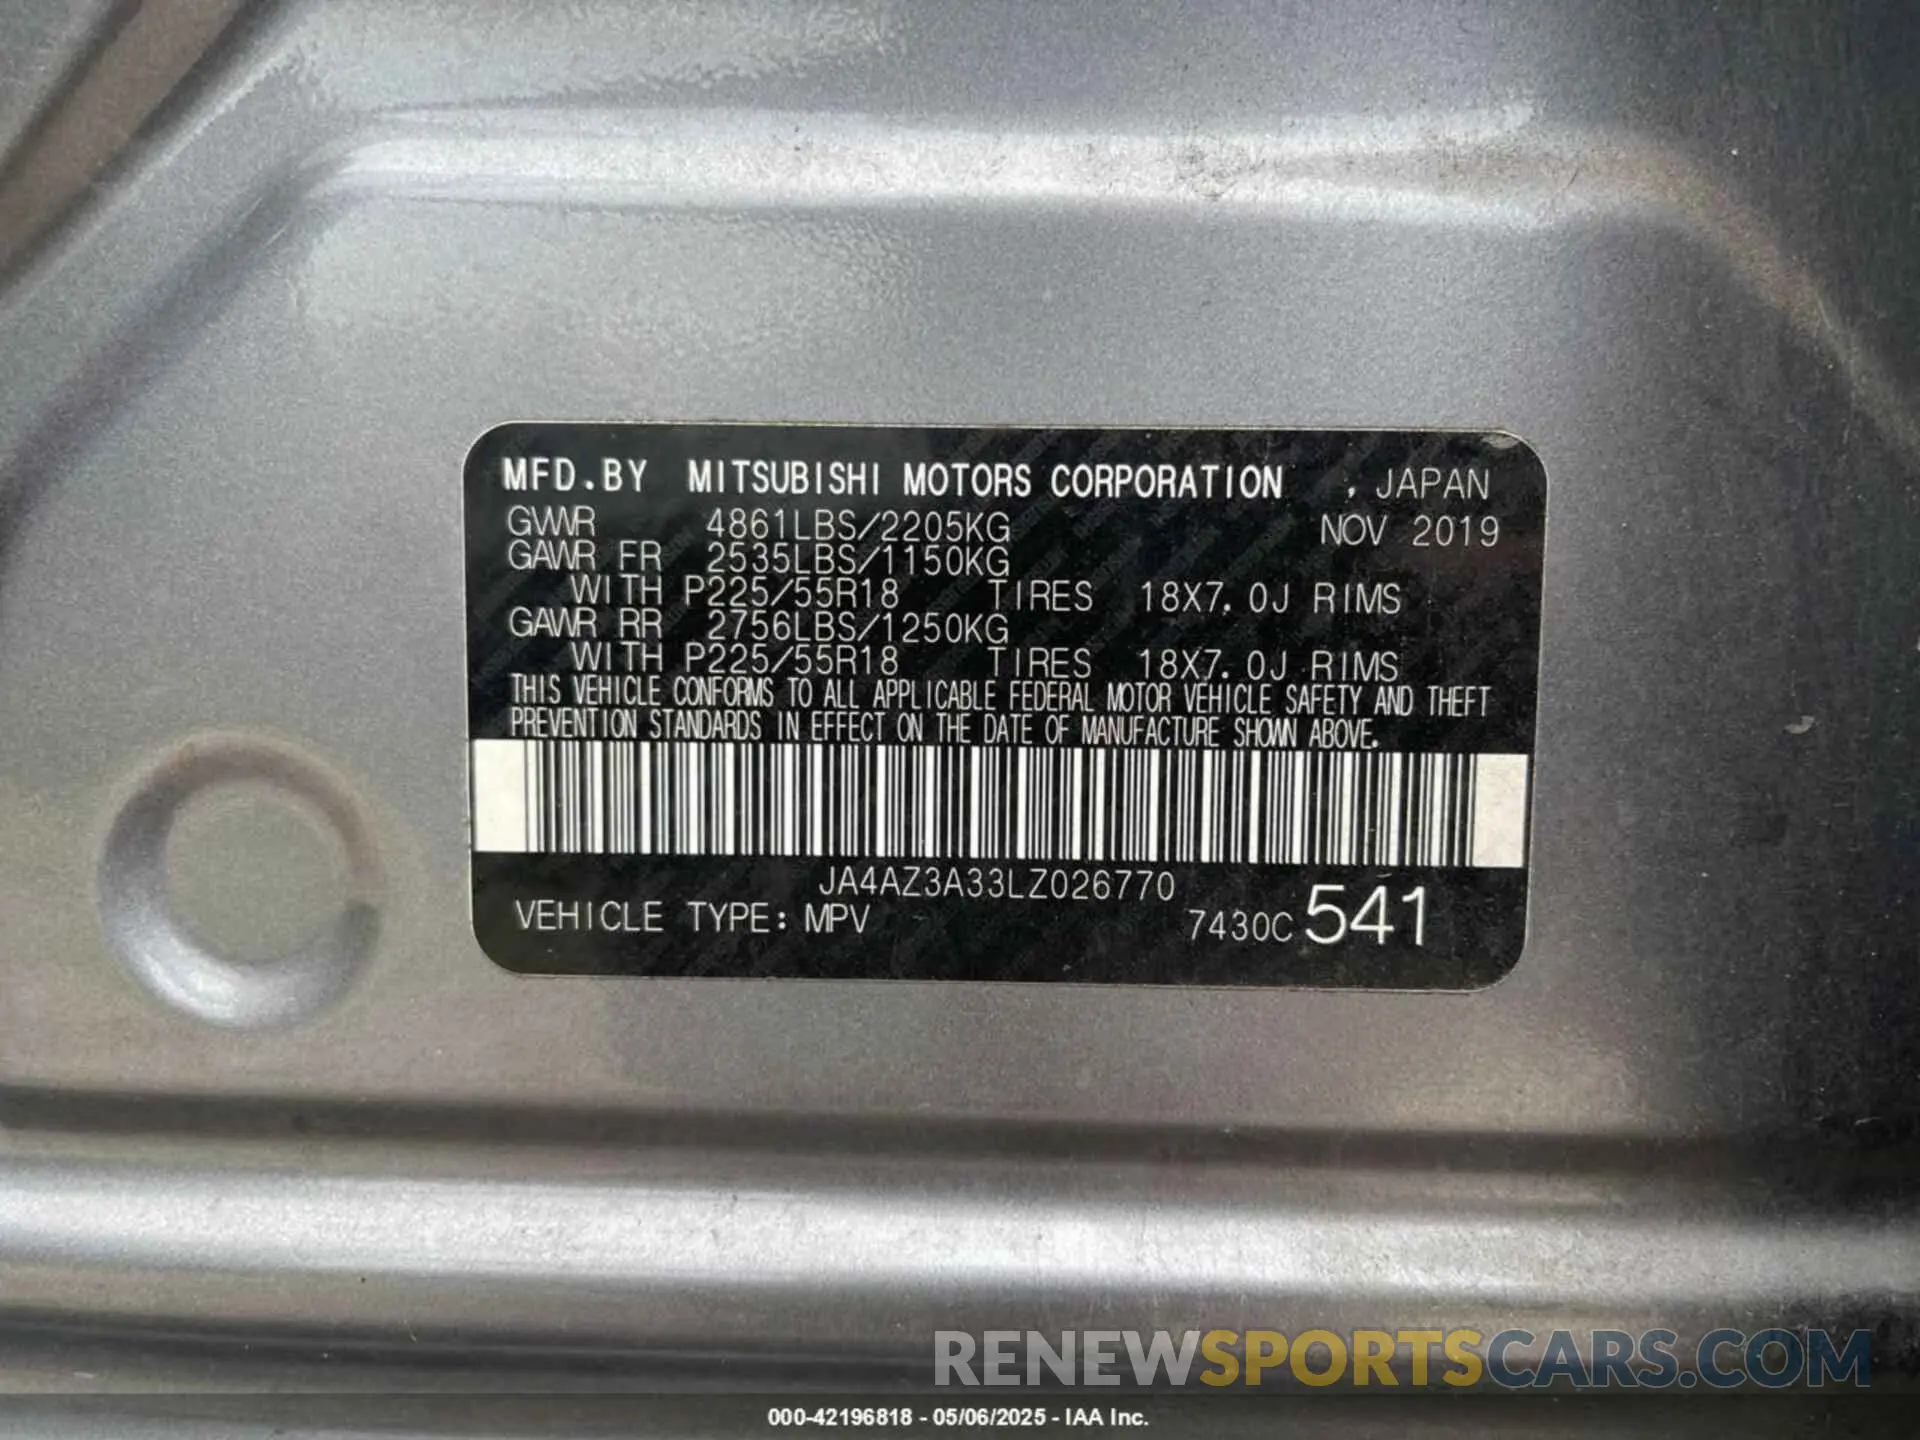 MFD.BY MITSUBISHI MOTORS CORPORATION , JAPAN
GVWR 4861LBS/2205KG NOV 2019
GAWR FR 2535LBS/1150KG
WITH P225/55R18 TIRES 18X7.0J RIMS
GAWR RR 2756LBS/1250KG
WITH P225/55R18 TIRES 18X7.0J RIMS
THIS VEHICLE CONFORMS TO ALL APPLICABLE FEDERAL MOTOR VEHICLE SAFETY AND THEFT
PREVENTION STANDARDS IN EFFECT ON THE DATE OF MANUFACTURE SHOWN ABOVE.
JA4AZ3A33LZ026770
VEHICLE TYPE: MPV 7430C 541
RENEWSPORTSCARS.COM
000-42196818 - 05/06/2025 - IAA Inc.